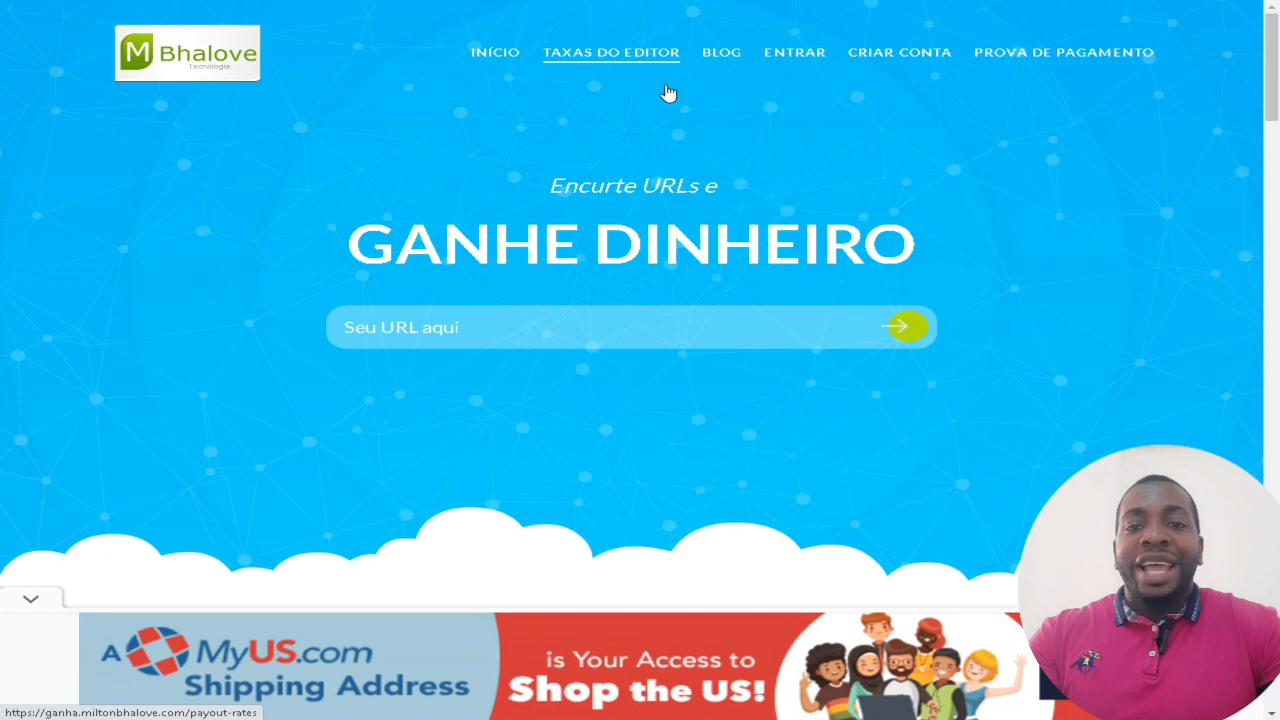 M Bhalove
Tecnologia
INÍCIO TAXAS DO EDITOR BLOG ENTRAR CRIAR CONTA PROVA DE PAGAMENTO
Encurte URLs e
GANHE DINHEIRO
Seu URL aqui
A MyUS.com
Shipping Address
is Your Access to
Shop the US!
https://ganha.miltonbhalove.com/payout-rates